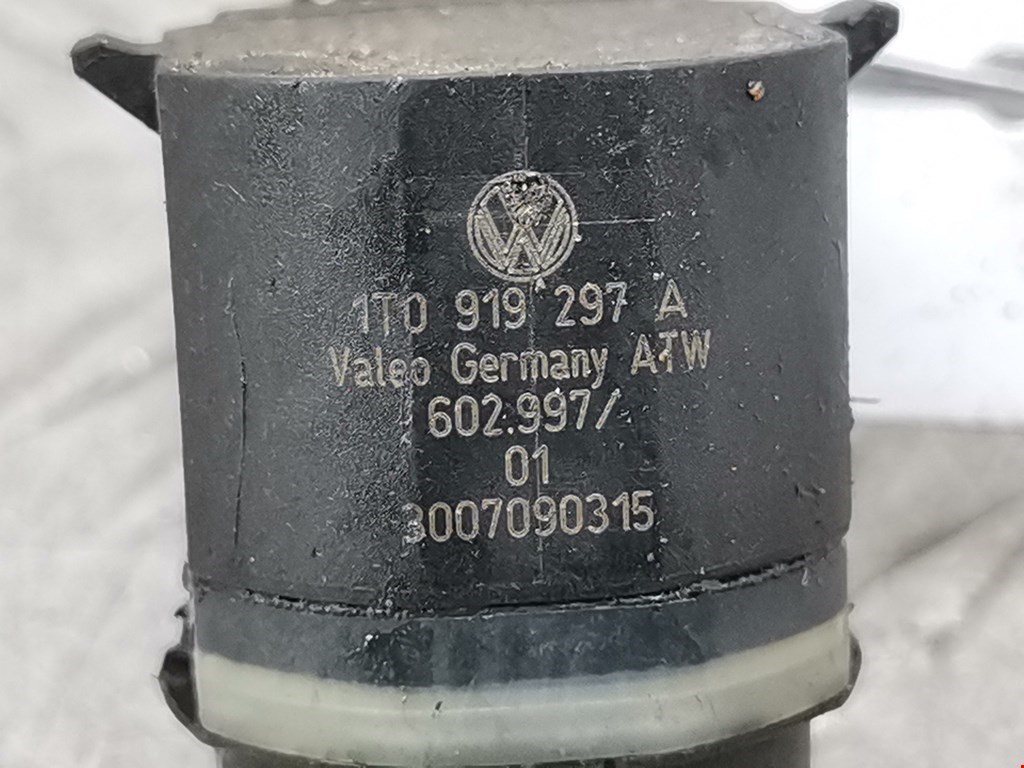 1T0 919 297 A
Valeo Germany ATW
602.997/
01
3007090315